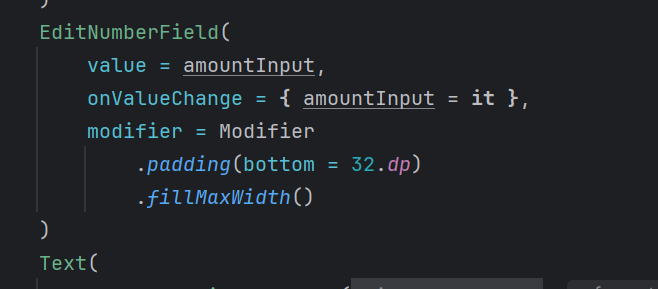 )
EditNumberField(
    value = amountInput,
    onValueChange = { amountInput = it },
    modifier = Modifier
        .padding(bottom = 32.dp)
        .fillMaxWidth()
)
Text(